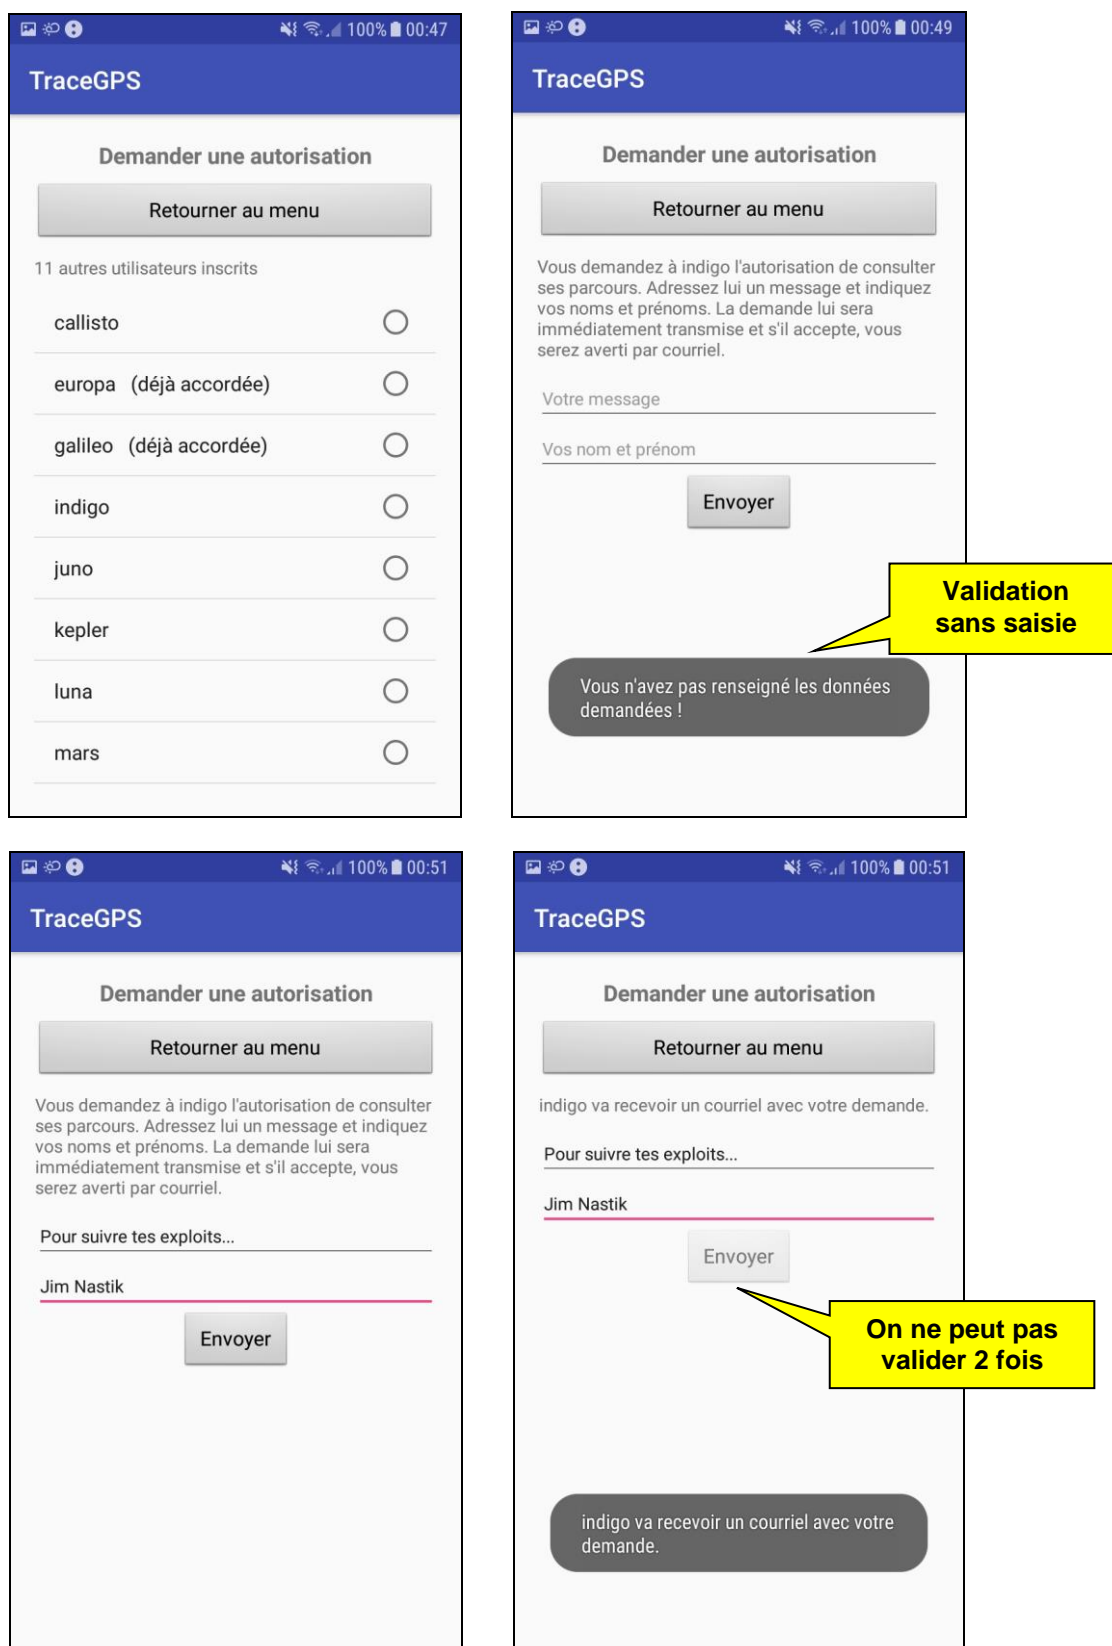 100% 00:47
TraceGPS
Demander une autorisation
Retourner au menu
11 autres utilisateurs inscrits
callisto
europa (déjà accordée)
galileo (déjà accordée)
indigo
juno
kepler
luna
mars
100% 00:49
TraceGPS
Demander une autorisation
Retourner au menu
Vous demandez à indigo l'autorisation de consulter
ses parcours. Adressez lui un message et indiquez
vos noms et prénoms. La demande lui sera
immédiatement transmise et s'il accepte, vous
serez averti par courriel.
Votre message
Vos nom et prénom
Envoyer
Validation
sans saisie
Vous n'avez pas renseigné les données
demandées !
100% 00:51
TraceGPS
Demander une autorisation
Retourner au menu
Vous demandez à indigo l'autorisation de consulter
ses parcours. Adressez lui un message et indiquez
vos noms et prénoms. La demande lui sera
immédiatement transmise et s'il accepte, vous
serez averti par courriel.
Pour suivre tes exploits...
Jim Nastik
Envoyer
100% 00:51
TraceGPS
Demander une autorisation
Retourner au menu
indigo va recevoir un courriel avec votre demande.
Pour suivre tes exploits...
Jim Nastik
Envoyer
On ne peut pas
valider 2 fois
indigo va recevoir un courriel avec votre
demande.